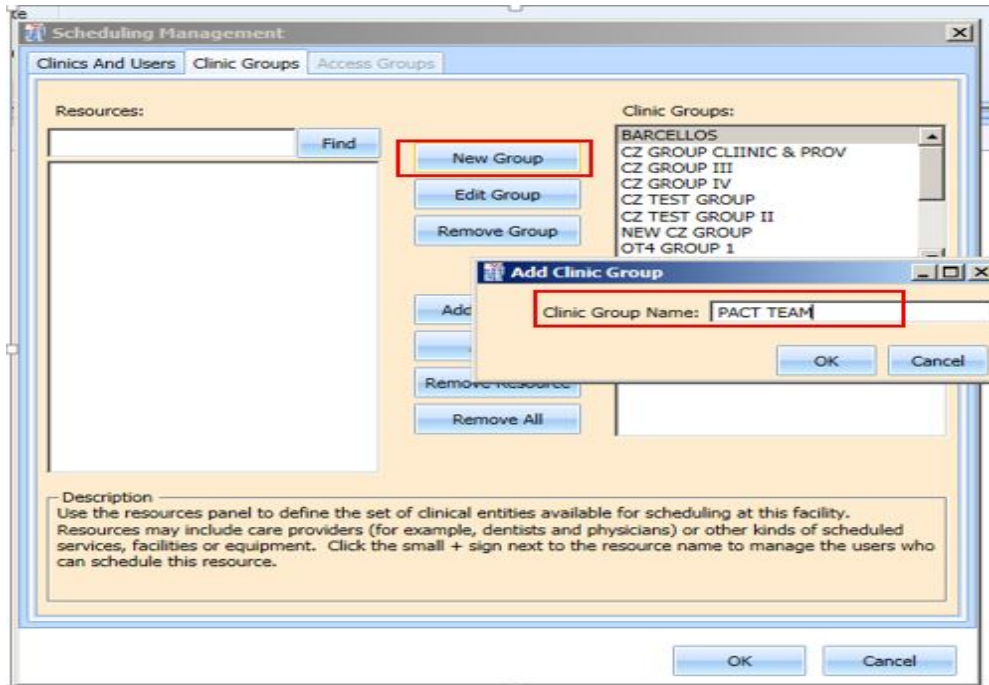 te
Scheduling Management
Clinics And Users
Clinic Groups
Access Groups
Resources:
Find
New Group
Edit Group
Remove Group
Add
Remove Resource
Remove All
Clinic Groups:
BARCELLOS
CZ GROUP CLIINIC & PROV
CZ GROUP III
CZ GROUP IV
CZ TEST GROUP
CZ TEST GROUP II
NEW CZ GROUP
OT4 GROUP 1
Add Clinic Group
Clinic Group Name: PACT TEAM
OK
Cancel
Description
Use the resources panel to define the set of clinical entities available for scheduling at this facility.
Resources may include care providers (for example, dentists and physicians) or other kinds of scheduled
services, facilities or equipment. Click the small + sign next to the resource name to manage the users who
can schedule this resource.
OK
Cancel